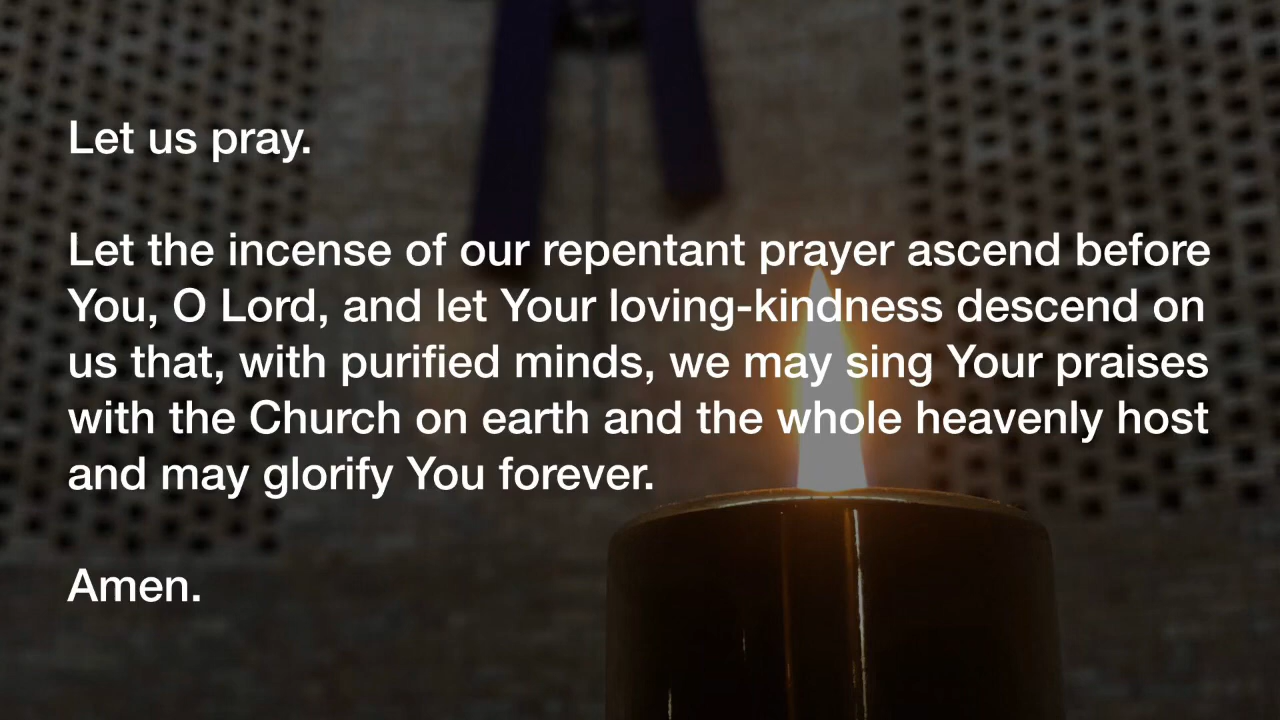 Let us pray.
Let the incense of our repentant prayer ascend before
You, O Lord, and let Your loving-kindness descend on
us that, with purified minds, we may sing Your praises
with the Church on earth and the whole heavenly host
and may glorify You forever.
Amen.